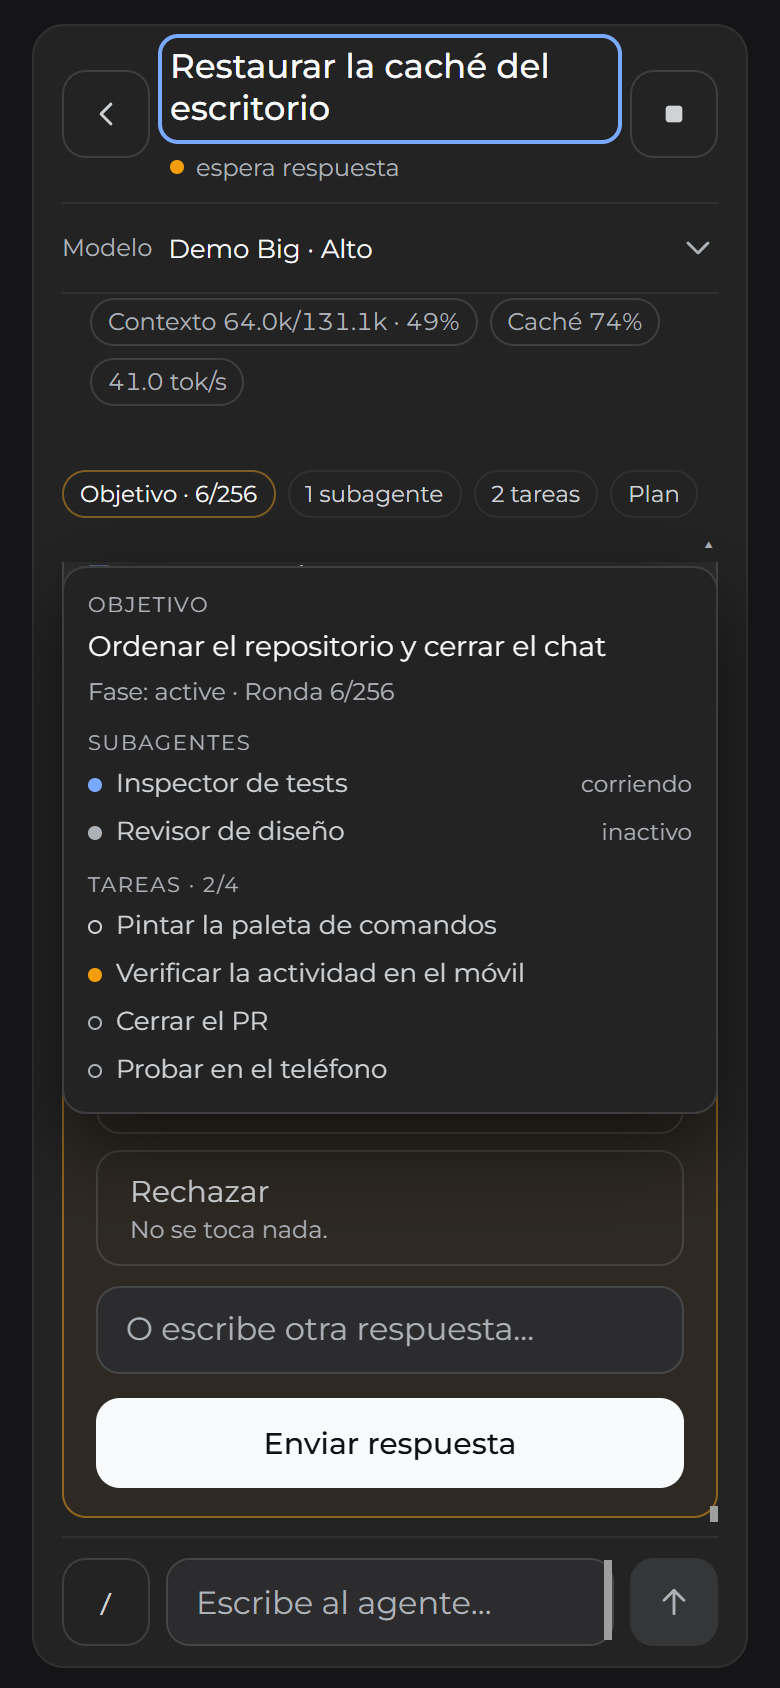 Restaurar la caché del
escritorio
espera respuesta
Modelo Demo Big · Alto
Contexto 64.0k/131.1k · 49% Caché 74%
41.0 tok/s
Objetivo · 6/256 1 subagente 2 tareas Plan
OBJETIVO
Ordenar el repositorio y cerrar el chat
Fase: active · Ronda 6/256
SUBAGENTES
Inspector de tests corriendo
Revisor de diseño inactivo
TAREAS · 2/4
Pintar la paleta de comandos
Verificar la actividad en el móvil
Cerrar el PR
Probar en el teléfono
Rechazar
No se toca nada.
O escribe otra respuesta...
Enviar respuesta
/ Escribe al agente...